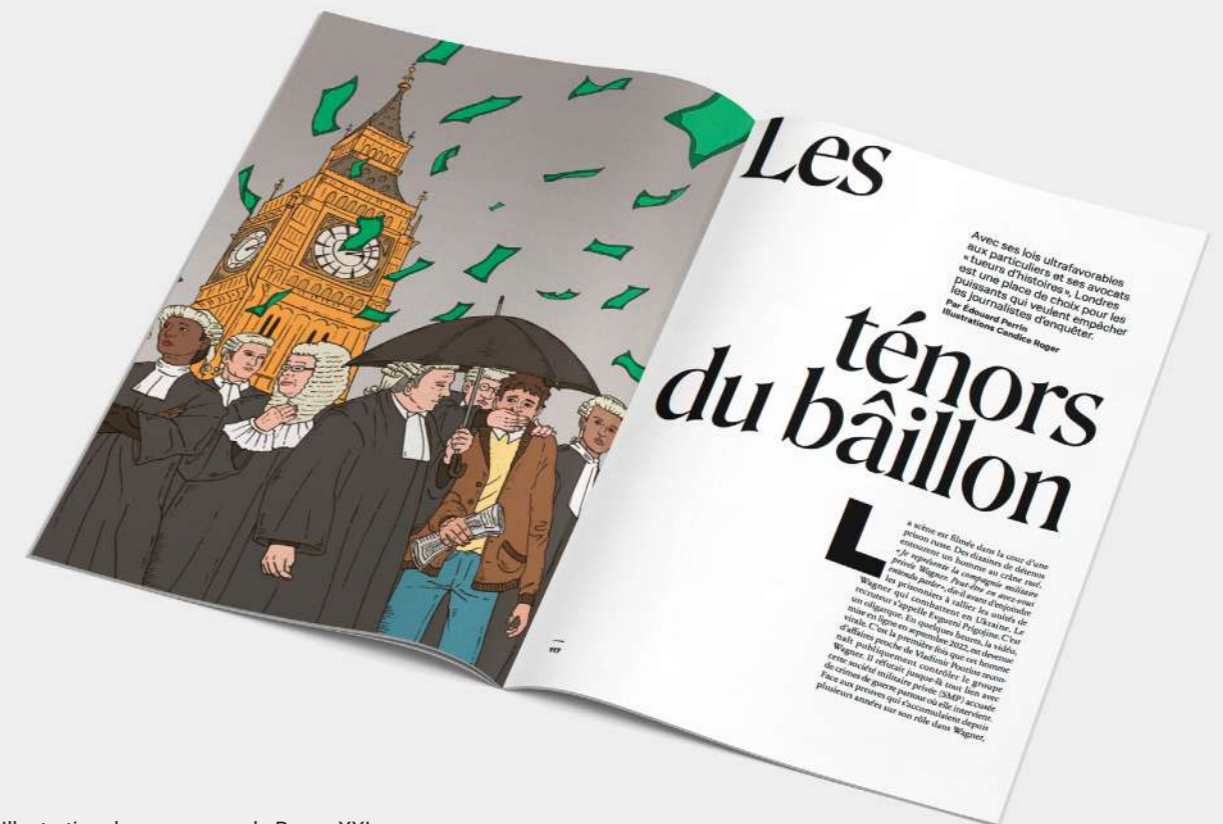 Les
ténors
du bâillon
Avec ses lois ultrafavorables
aux particuliers et ses avocats
« tueurs d'histoires », Londres
est une place de choix pour les
puissants qui veulent empêcher
les journalistes d'enquêter.
Par Édouard Perrin
Illustrations Candice Roger
La scène est filmée dans la cour d'une
prison russe. Des dizaines de détenus
entourent un homme au crâne rasé.
« Je représente la compagnie militaire
privée Wagner. Peut-être en avez-vous
entendu parler », dit-il avant d'enjoindre
les prisonniers à rallier les unités de
Wagner qui combattent en Ukraine. Le
recruteur s'appelle Evgueni Prigojine. C'est
un oligarque. En quelques heures, la vidéo,
mise en ligne en septembre 2022, est devenue
virale. C'est la première fois que cet homme
d'affaires proche de Vladimir Poutine recon-
naît publiquement contrôler le groupe
Wagner. Il réfutait jusque-là tout lien avec
cette société militaire privée (SMP) accusée
de crimes de guerre partout où elle intervient.
Face aux preuves qui s'accumulaient depuis
plusieurs années sur son rôle dans Wagner,
117